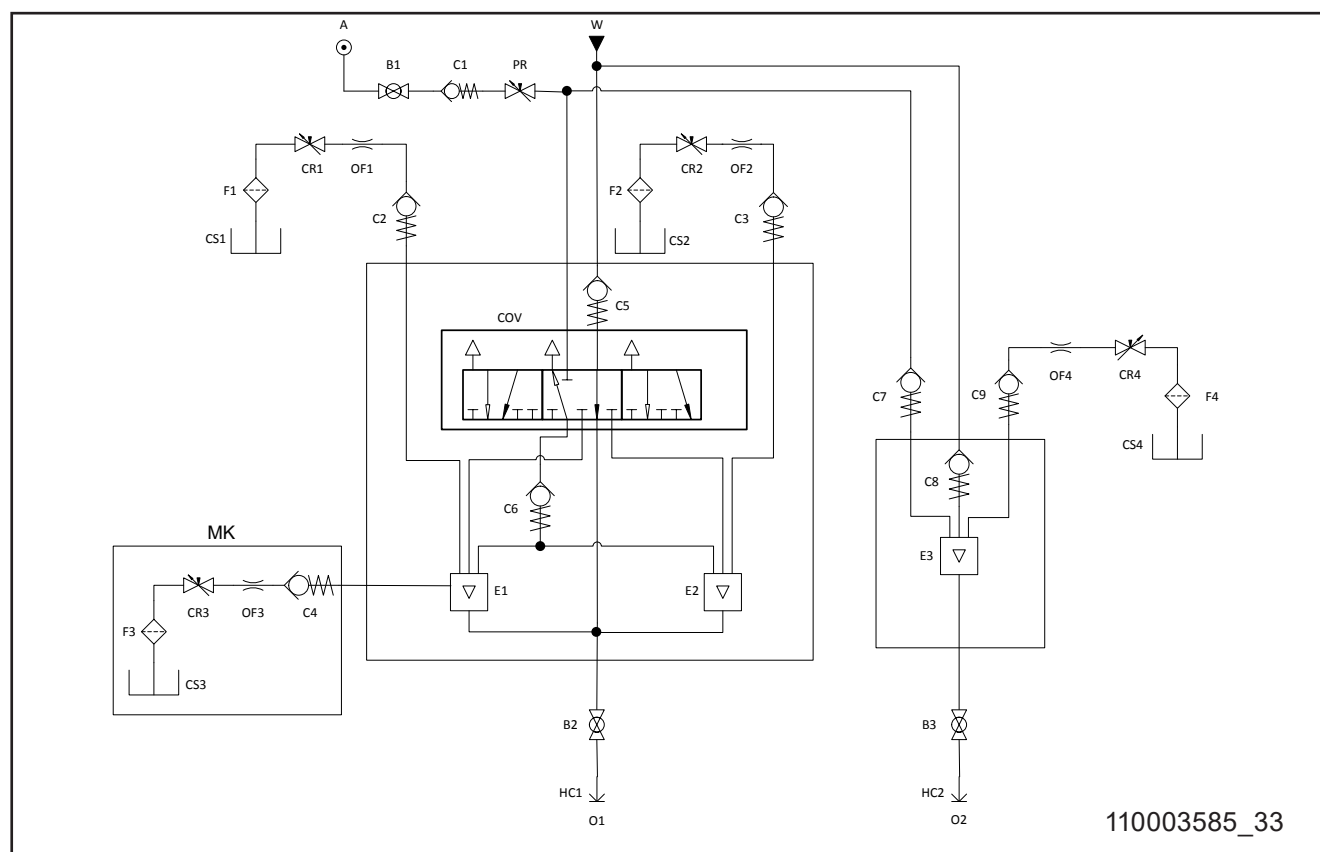 A W
B1 C1 PR
CR1 OF1 CR2 OF2
F1 F2
C2 C3
CS1 CS2
C5
COV
OF4 CR4
C7 C9 F4
CS4
C8
C6
MK
E3
E1 E2
CR3 OF3 C4
F3
CS3
B2 B3
HC1 HC2
O1 O2
110003585_33